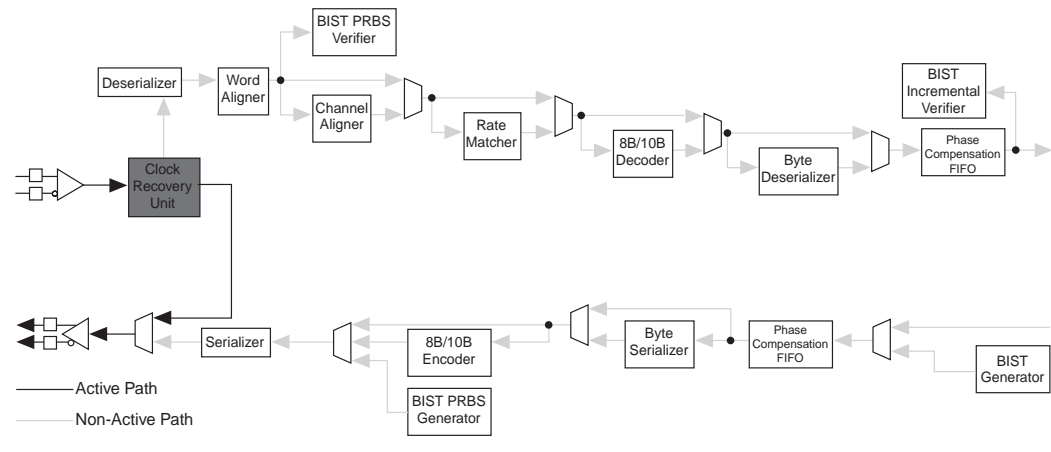 BIST PRBS
Verifier
Deserializer
Word
Aligner
Channel
Aligner
Rate
Matcher
8B/10B
Decoder
Byte
Deserializer
BIST
Incremental
Verifier
Phase
Compensation
FIFO
Clock
Recovery
Unit
Serializer
8B/10B
Encoder
BIST PRBS
Generator
Byte
Serializer
Phase
Compensation
FIFO
BIST
Generator
Active Path
Non-Active Path